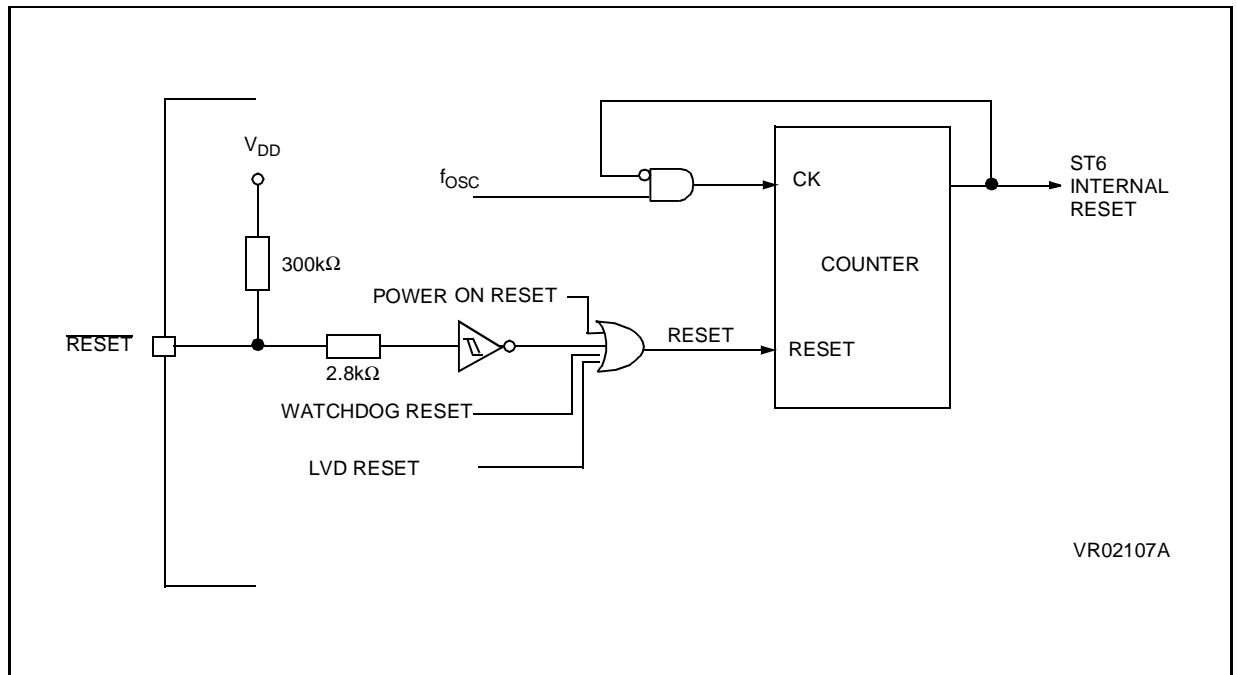 V_DD
f_OSC
CK
ST6
INTERNAL
RESET
300kΩ
COUNTER
POWER ON RESET
RESET
RESET
RESET
2.8kΩ
WATCHDOG RESET
LVD RESET
VR02107A